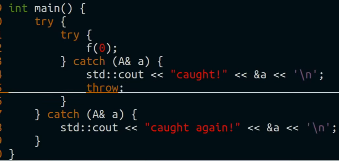 int main() {
    try {
        try {
            f(0);
        } catch (A& a) {
            std::cout << "caught!" << &a << '\n';
            throw;
        }
    } catch (A& a) {
        std::cout << "caught again!" << &a << '\n';
    }
}